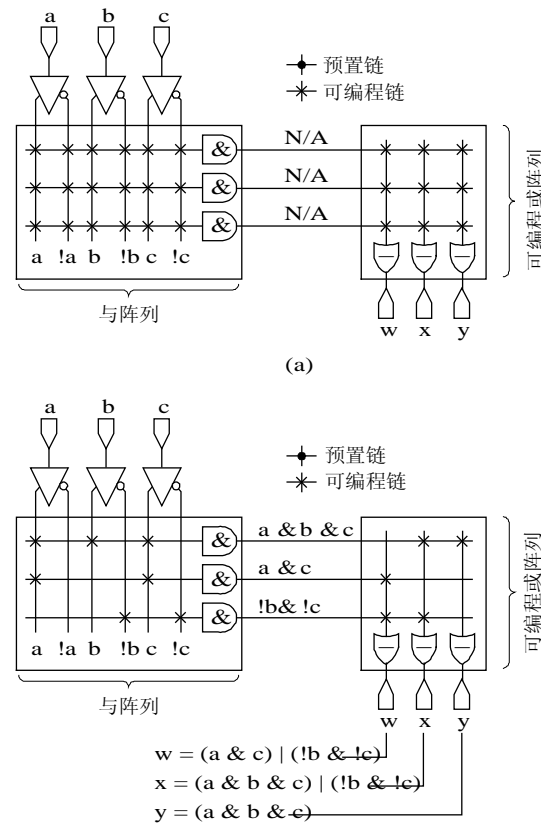 a b c
预置链
可编程链
& N/A
& N/A
& N/A
a !a b !b c !c
与阵列
w x y
可编程或阵列
(a)
a b c
预置链
可编程链
& a & b & c
& a & c
& !b & !c
a !a b !b c !c
与阵列
w x y
可编程或阵列
w = (a & c) | (!b & !c)
x = (a & b & c) | (!b & !c)
y = (a & b & c)